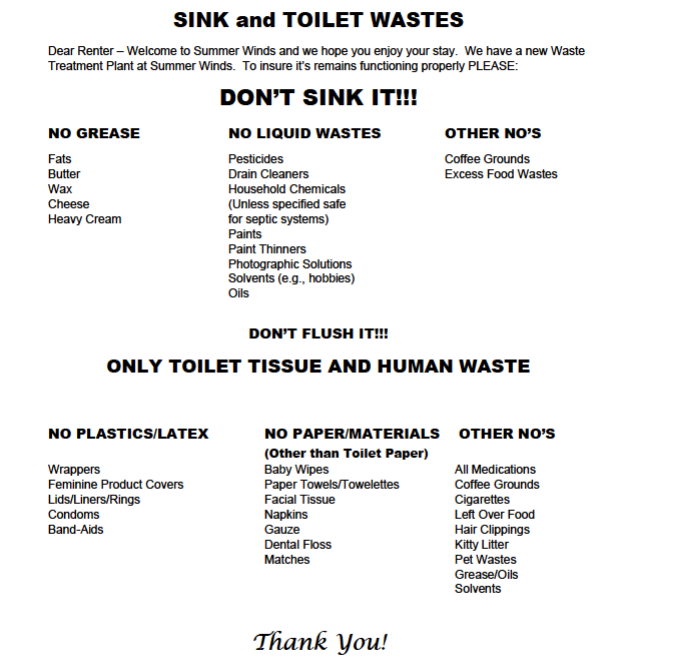 SINK and TOILET WASTES
Dear Renter – Welcome to Summer Winds and we hope you enjoy your stay. We have a new Waste
Treatment Plant at Summer Winds. To insure it's remains functioning properly PLEASE:
DON'T SINK IT!!!
NO GREASE
Fats
Butter
Wax
Cheese
Heavy Cream
NO LIQUID WASTES
Pesticides
Drain Cleaners
Household Chemicals
(Unless specified safe
for septic systems)
Paints
Paint Thinners
Photographic Solutions
Solvents (e.g., hobbies)
Oils
OTHER NO'S
Coffee Grounds
Excess Food Wastes
DON'T FLUSH IT!!!
ONLY TOILET TISSUE AND HUMAN WASTE
NO PLASTICS/LATEX
Wrappers
Feminine Product Covers
Lids/Liners/Rings
Condoms
Band-Aids
NO PAPER/MATERIALS
(Other than Toilet Paper)
Baby Wipes
Paper Towels/Towelettes
Facial Tissue
Napkins
Gauze
Dental Floss
Matches
OTHER NO'S
All Medications
Coffee Grounds
Cigarettes
Left Over Food
Hair Clippings
Kitty Litter
Pet Wastes
Grease/Oils
Solvents
Thank You!